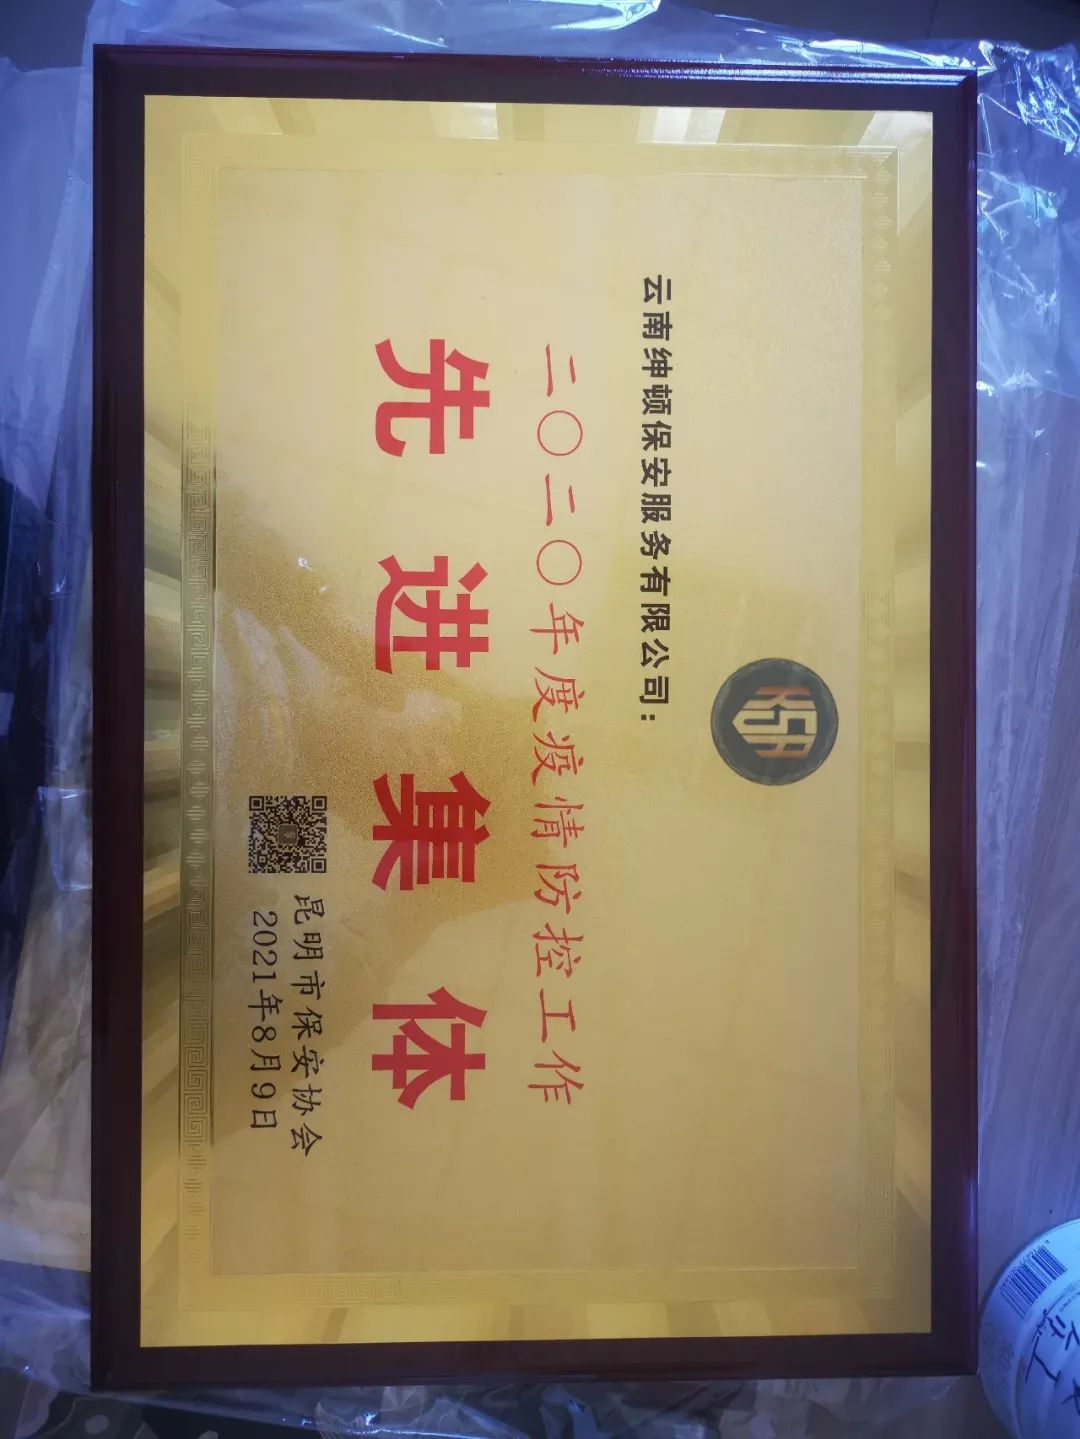 KSA
云南绅顿保安服务有限公司：
二〇二〇年度疫情防控工作
先进集体
昆明市保安协会
2021年8月9日